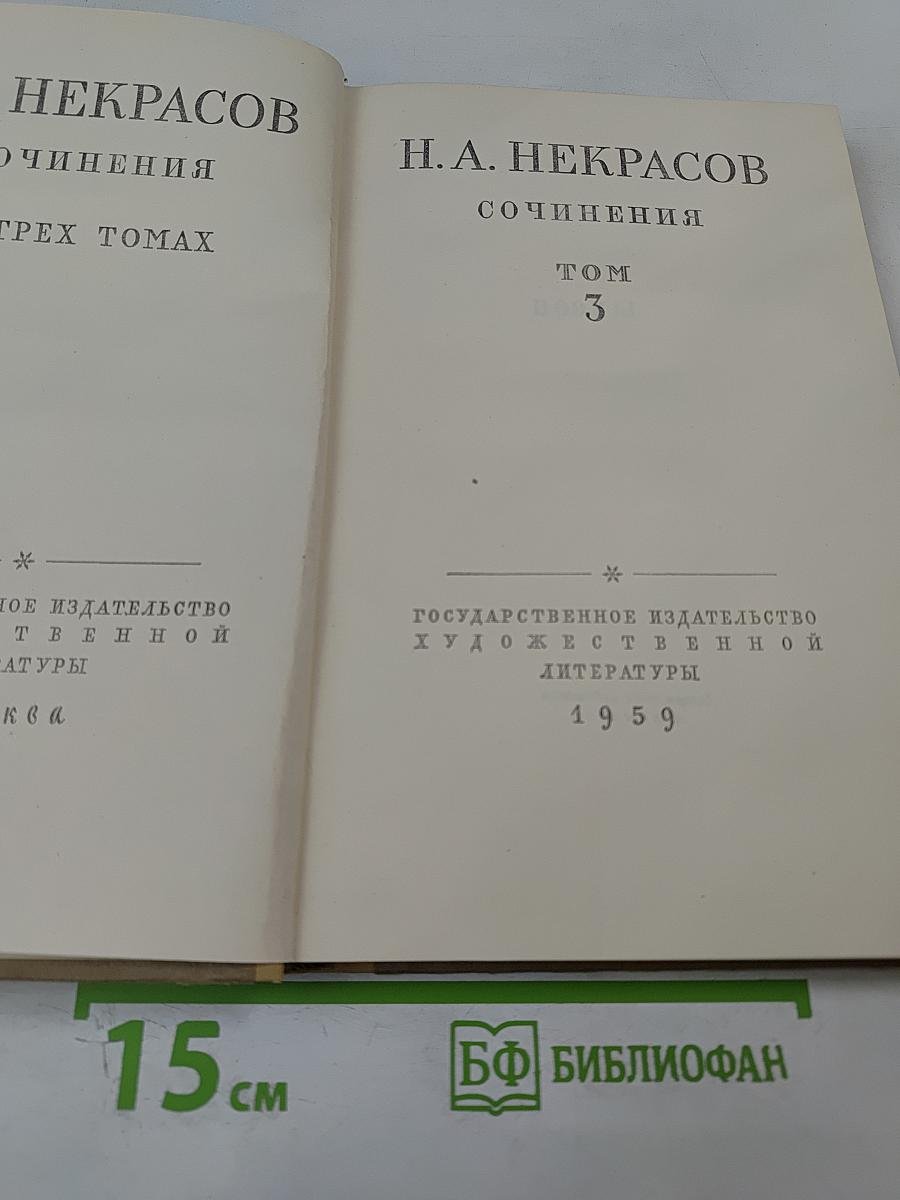 НЕКРАСОВ
ОЧИНЕНИЯ
ТРЕХ ТОМАХ
НОЕ ИЗДАТЕЛЬСТВО
ТВЕННОЙ
АТУРЫ
ква
Н. А. НЕКРАСОВ
СОЧИНЕНИЯ
ТОМ
3
ГОСУДАРСТВЕННОЕ ИЗДАТЕЛЬСТВО
ХУДОЖЕСТВЕННОЙ
ЛИТЕРАТУРЫ
1959
15 см
БФ БИБЛИОФАН